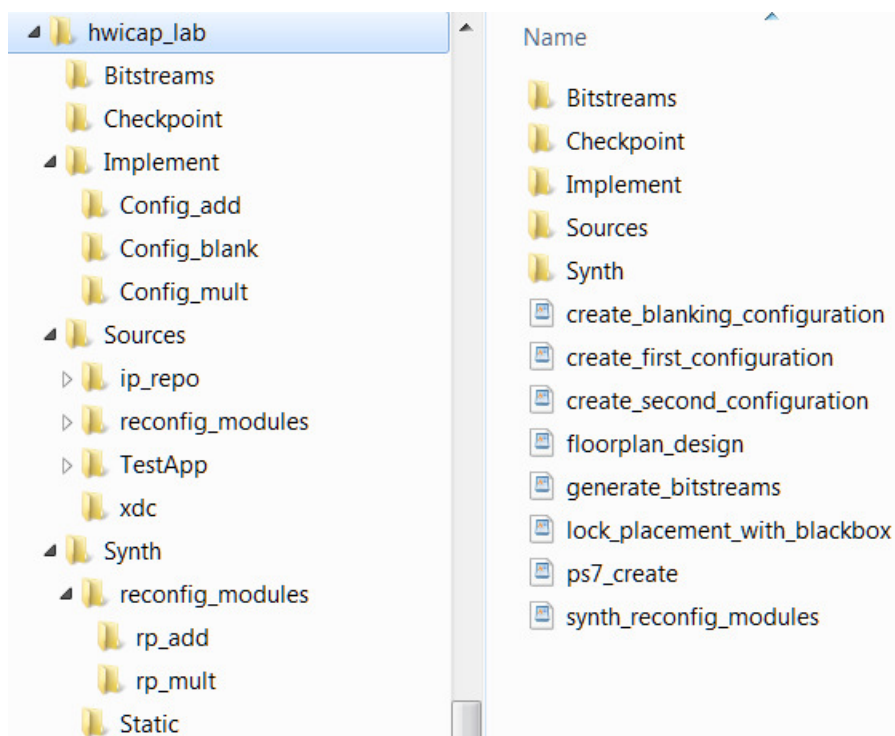 hwicap_lab
Bitstreams
Checkpoint
Implement
Config_add
Config_blank
Config_mult
Sources
ip_repo
reconfig_modules
TestApp
xdc
Synth
reconfig_modules
rp_add
rp_mult
Static
Name
Bitstreams
Checkpoint
Implement
Sources
Synth
create_blanking_configuration
create_first_configuration
create_second_configuration
floorplan_design
generate_bitstreams
lock_placement_with_blackbox
ps7_create
synth_reconfig_modules